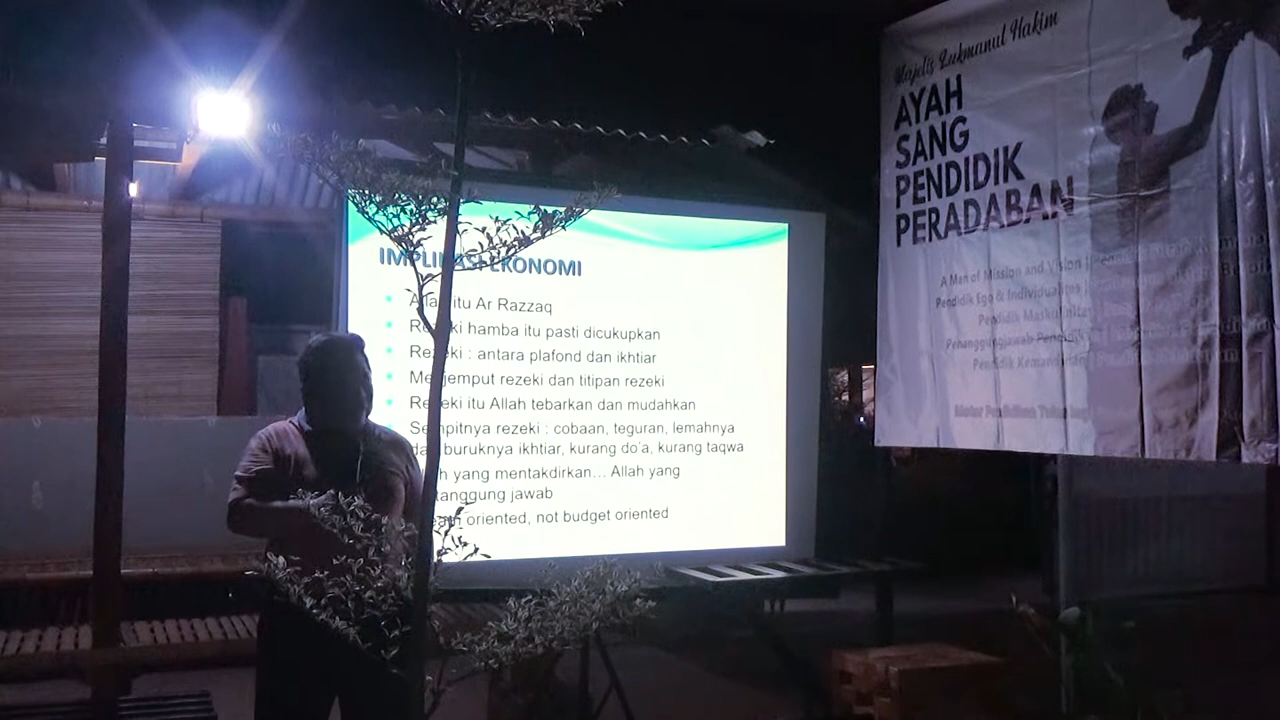 IMPLIKASI EKONOMI
Allah itu Ar Razzaq
Rezeki hamba itu pasti dicukupkan
Rezeki : antara plafond dan ikhtiar
Menjemput rezeki dan titipan rezeki
Rezeki itu Allah tebarkan dan mudahkan
Sempitnya rezeki : cobaan, teguran, lemahnya
dan buruknya ikhtiar, kurang do'a, kurang taqwa
yang mentakdirkan... Allah yang
tanggung jawab
oriented, not budget oriented
Majelis Lukmanul Hakim
AYAH
SANG
PENDIDIK
PERADABAN
A Man of Mission and Vision
Pendidik Ego & Individualitas
Pendidik Maskulinitas
Penanggungjawab Pendidik
Pendidik Kemandirian